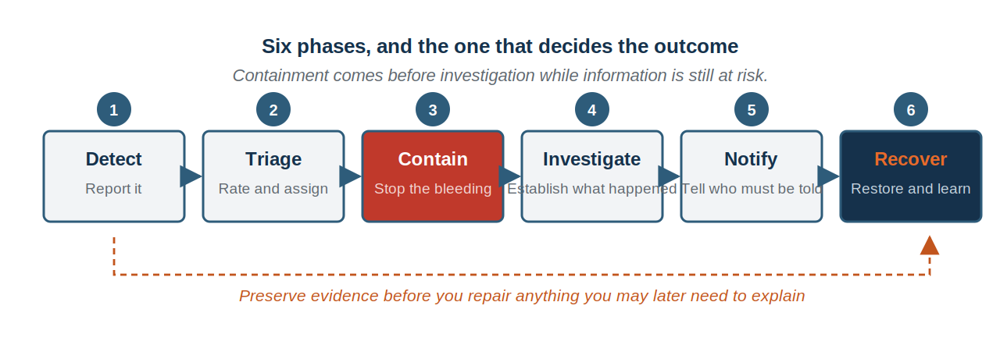 Six phases, and the one that decides the outcome
Containment comes before investigation while information is still at risk.
1
2
3
4
5
6
Detect
Triage
Contain
Investigate
Notify
Recover
Report it
Rate and assign
Stop the bleeding
Establish what happened
Tell who must be told
Restore and learn
Preserve evidence before you repair anything you may later need to explain